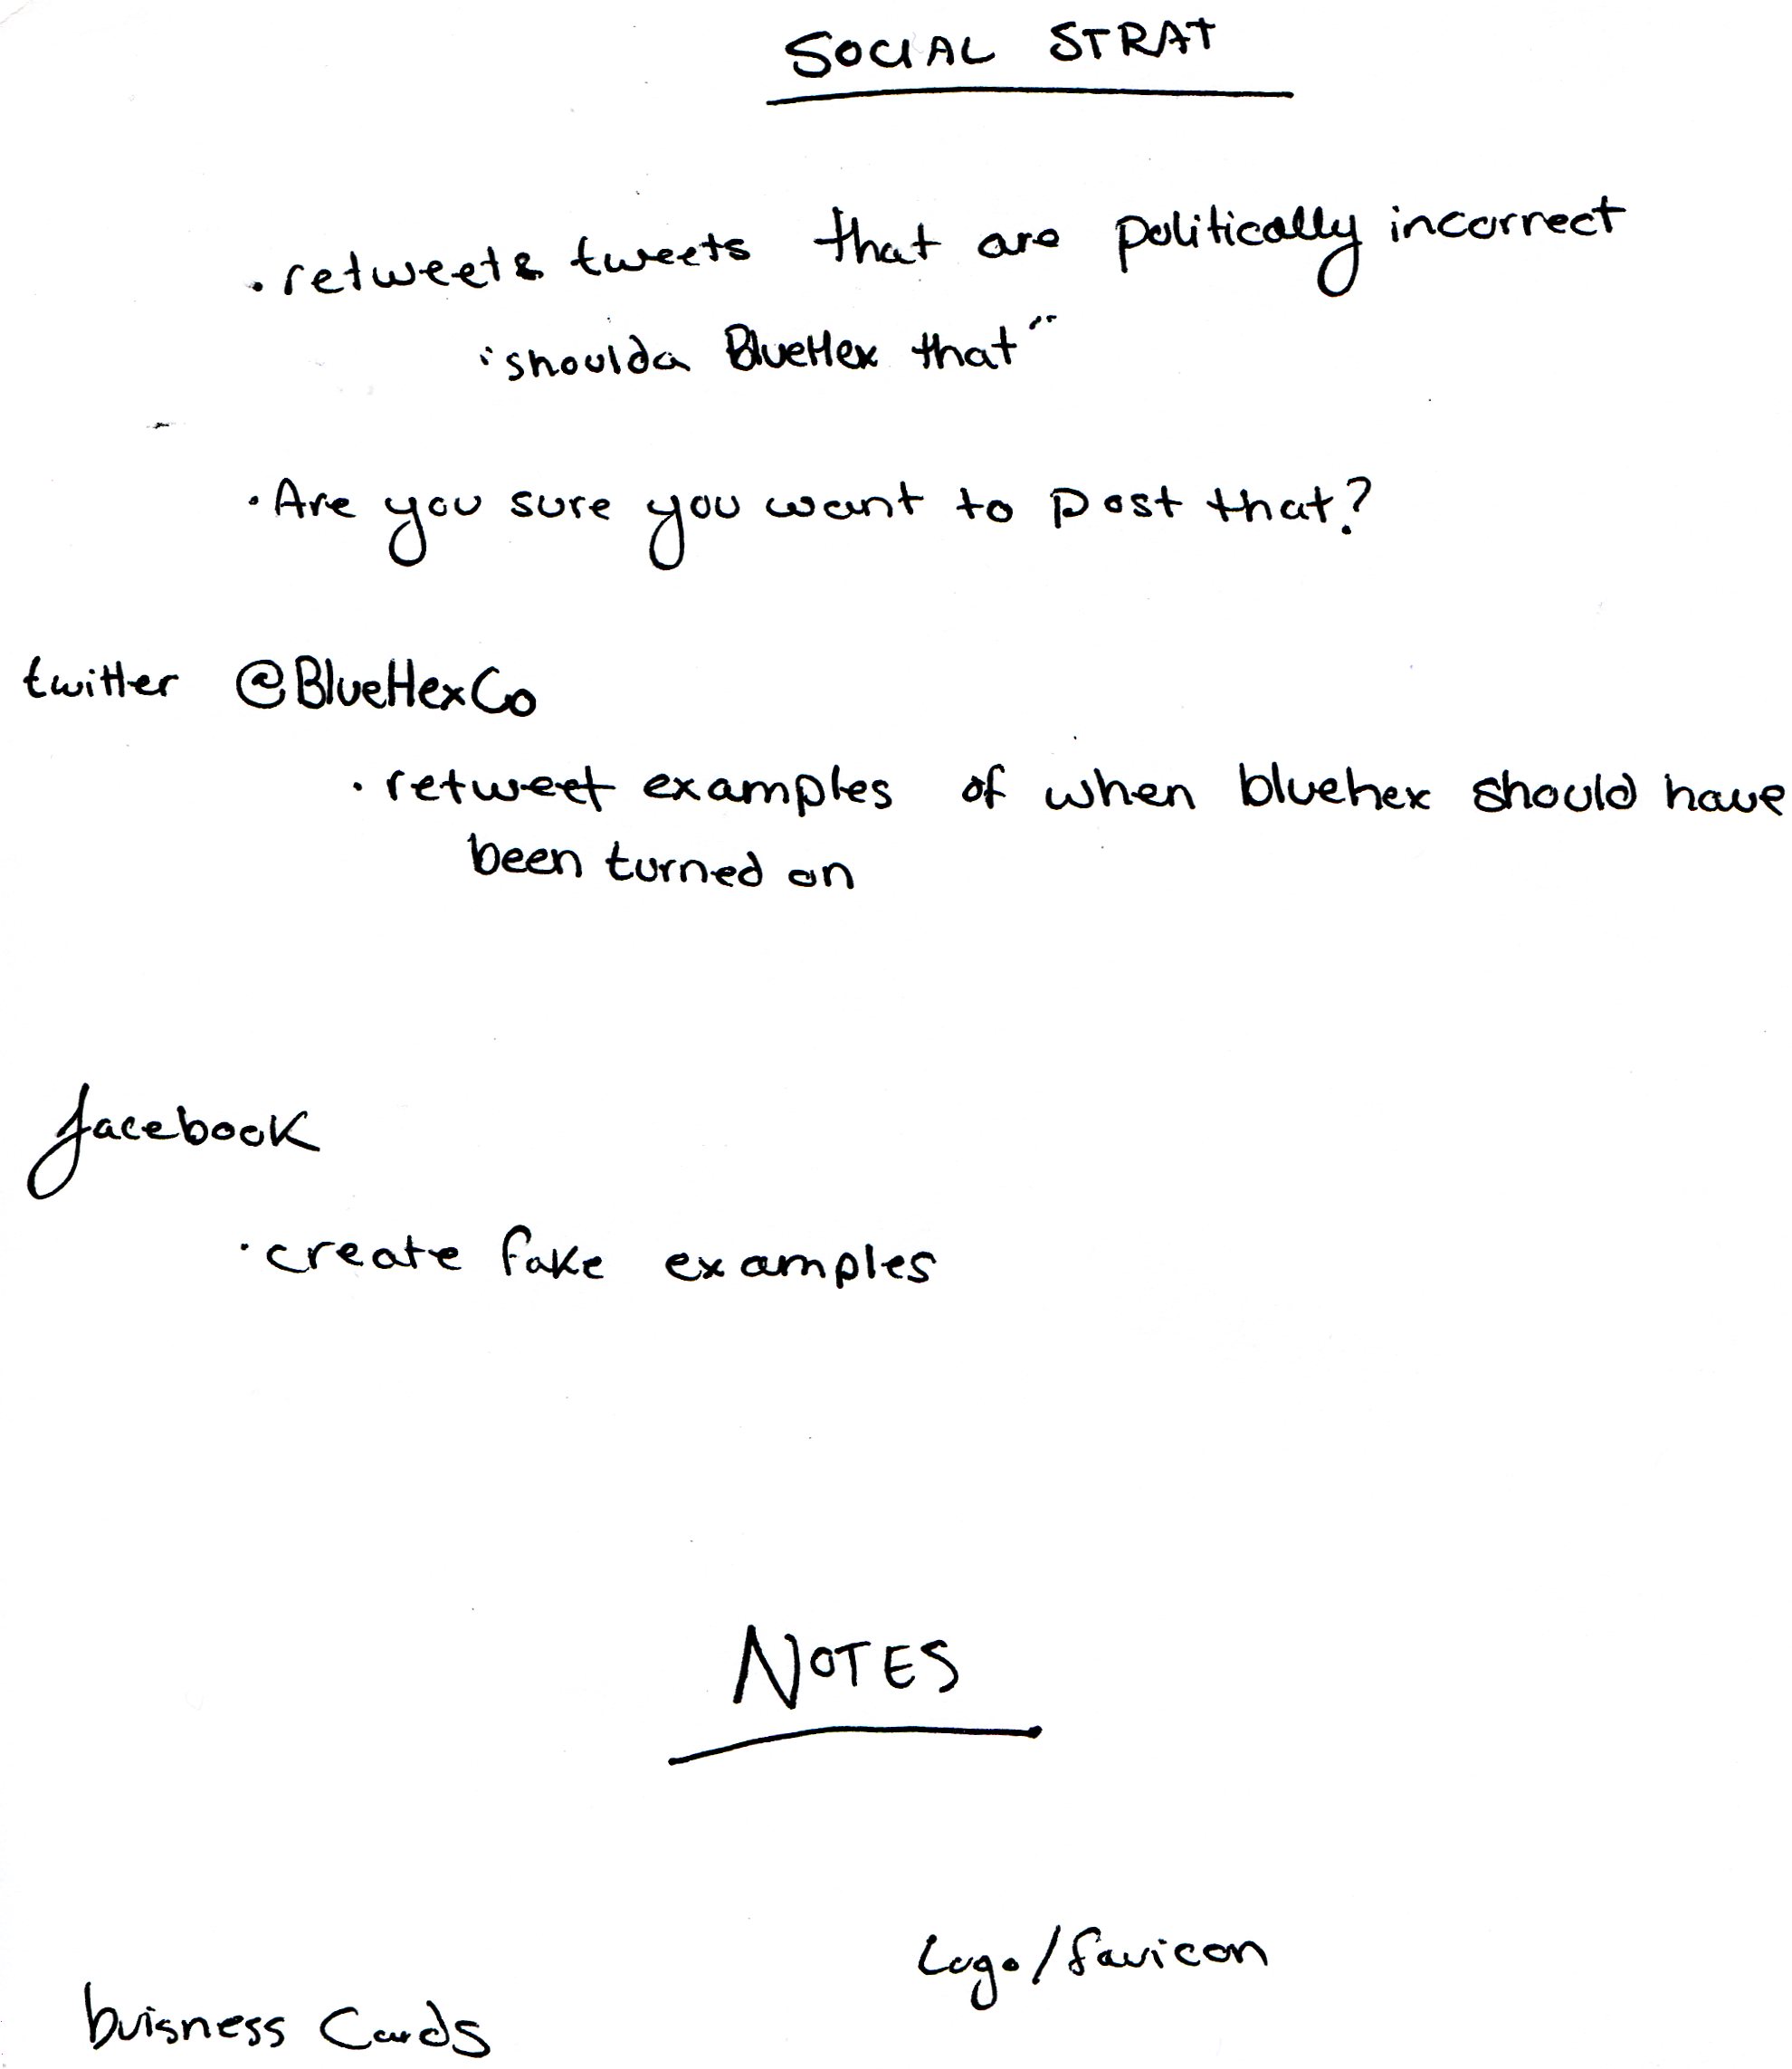 SOCIAL STRAT
· retweets tweets that are politically incorrect
"shoulda BlueHex that"
· Are you sure you want to post that?
twitter @BlueHexCo
· retweet examples of when bluehex should have
been turned on
facebook
· create fake examples
NOTES
Logo/favicon
buisness Cards